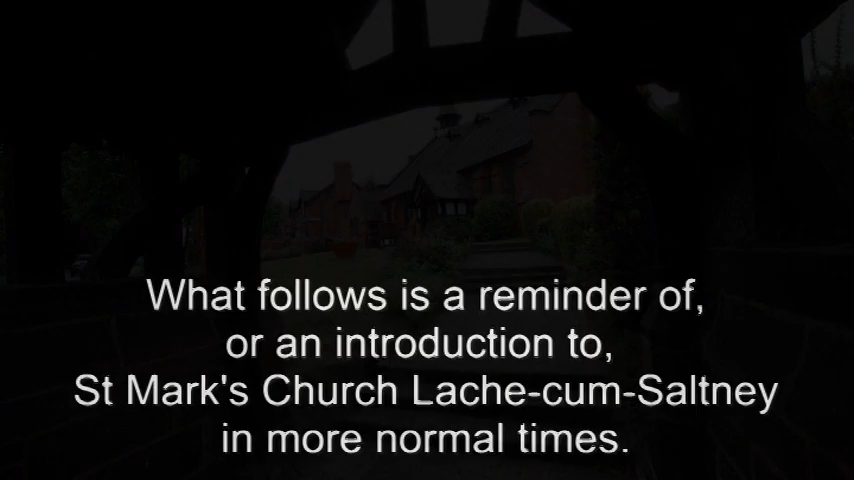 What follows is a reminder of,
or an introduction to,
St Mark's Church Lache-cum-Saltney
in more normal times.